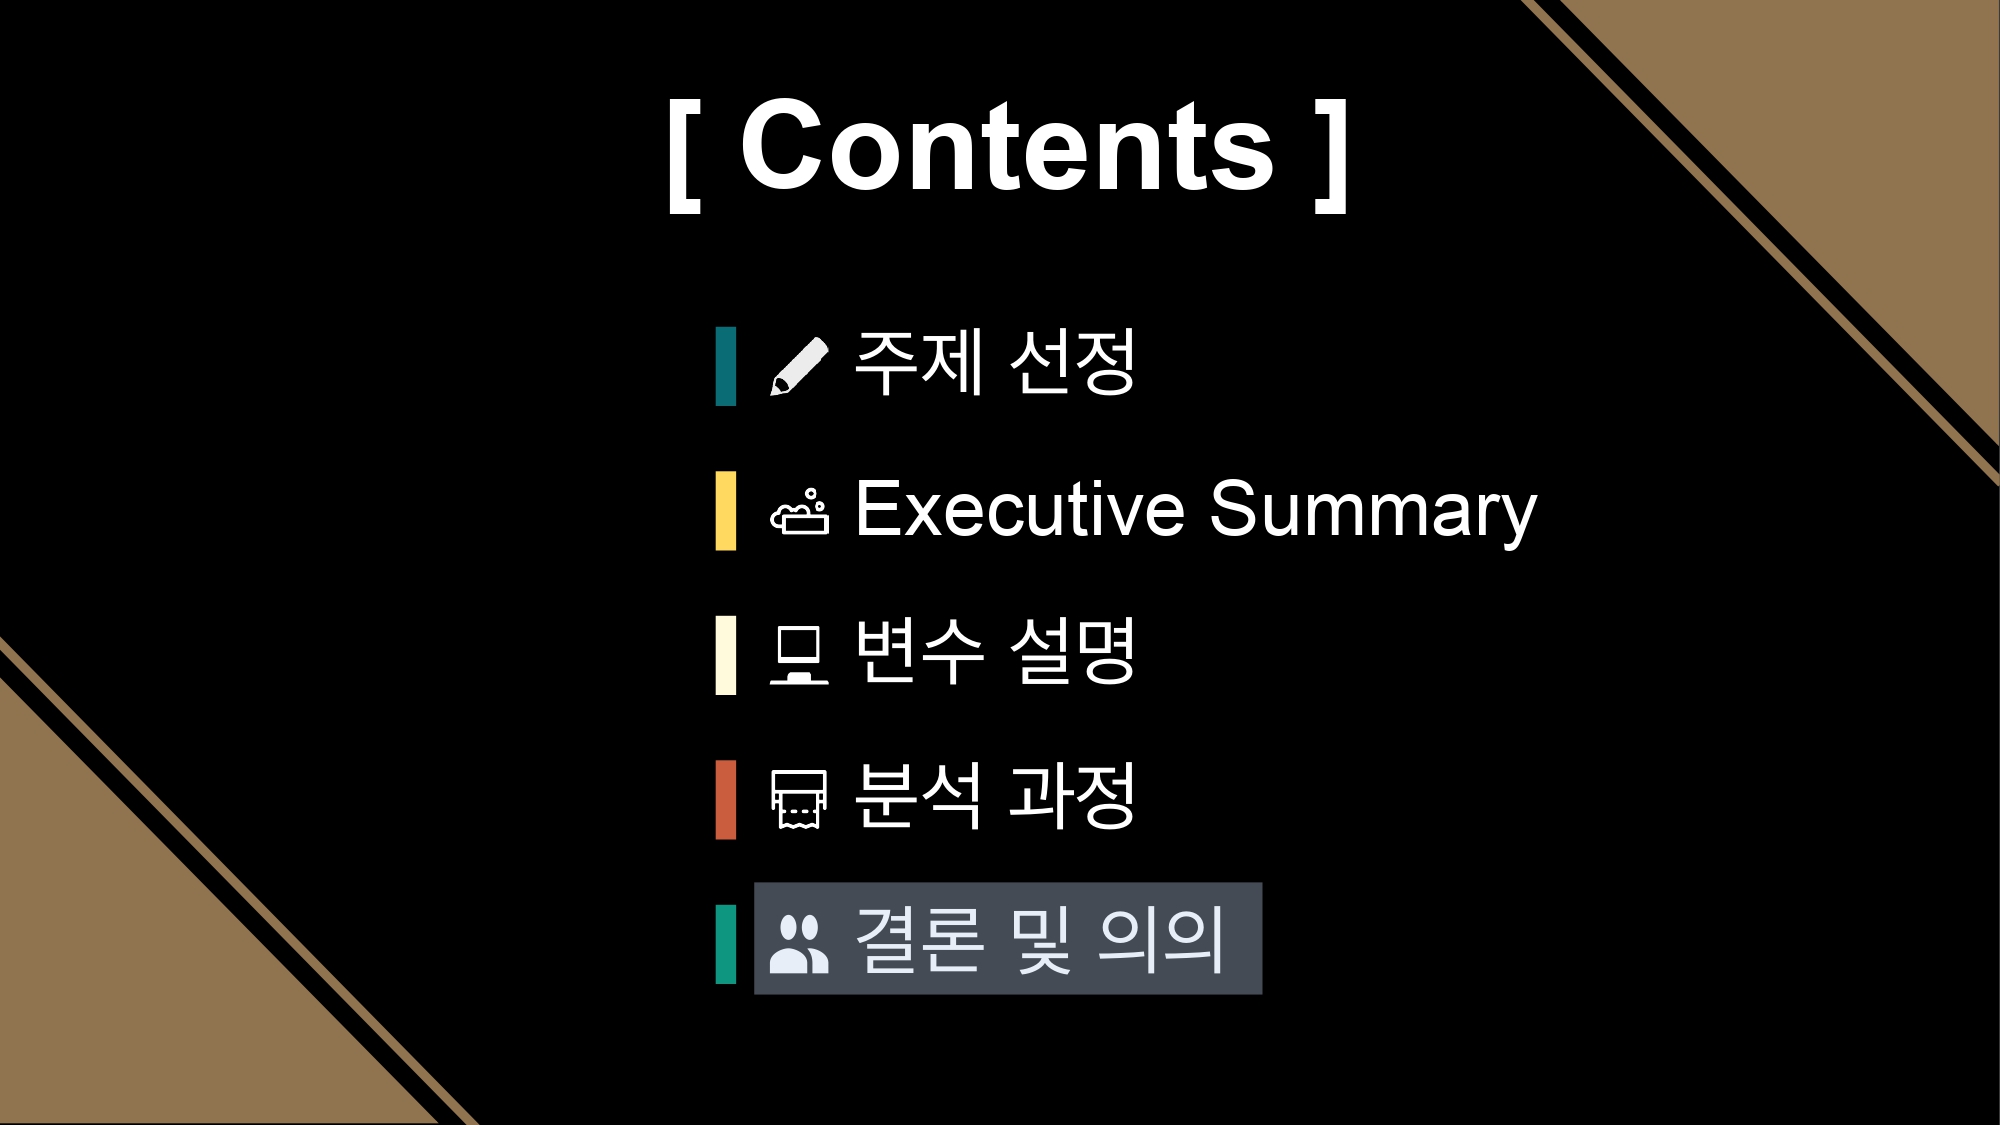 [ Contents ]
주제 선정
Executive Summary
변수 설명
분석 과정
결론 및 의의